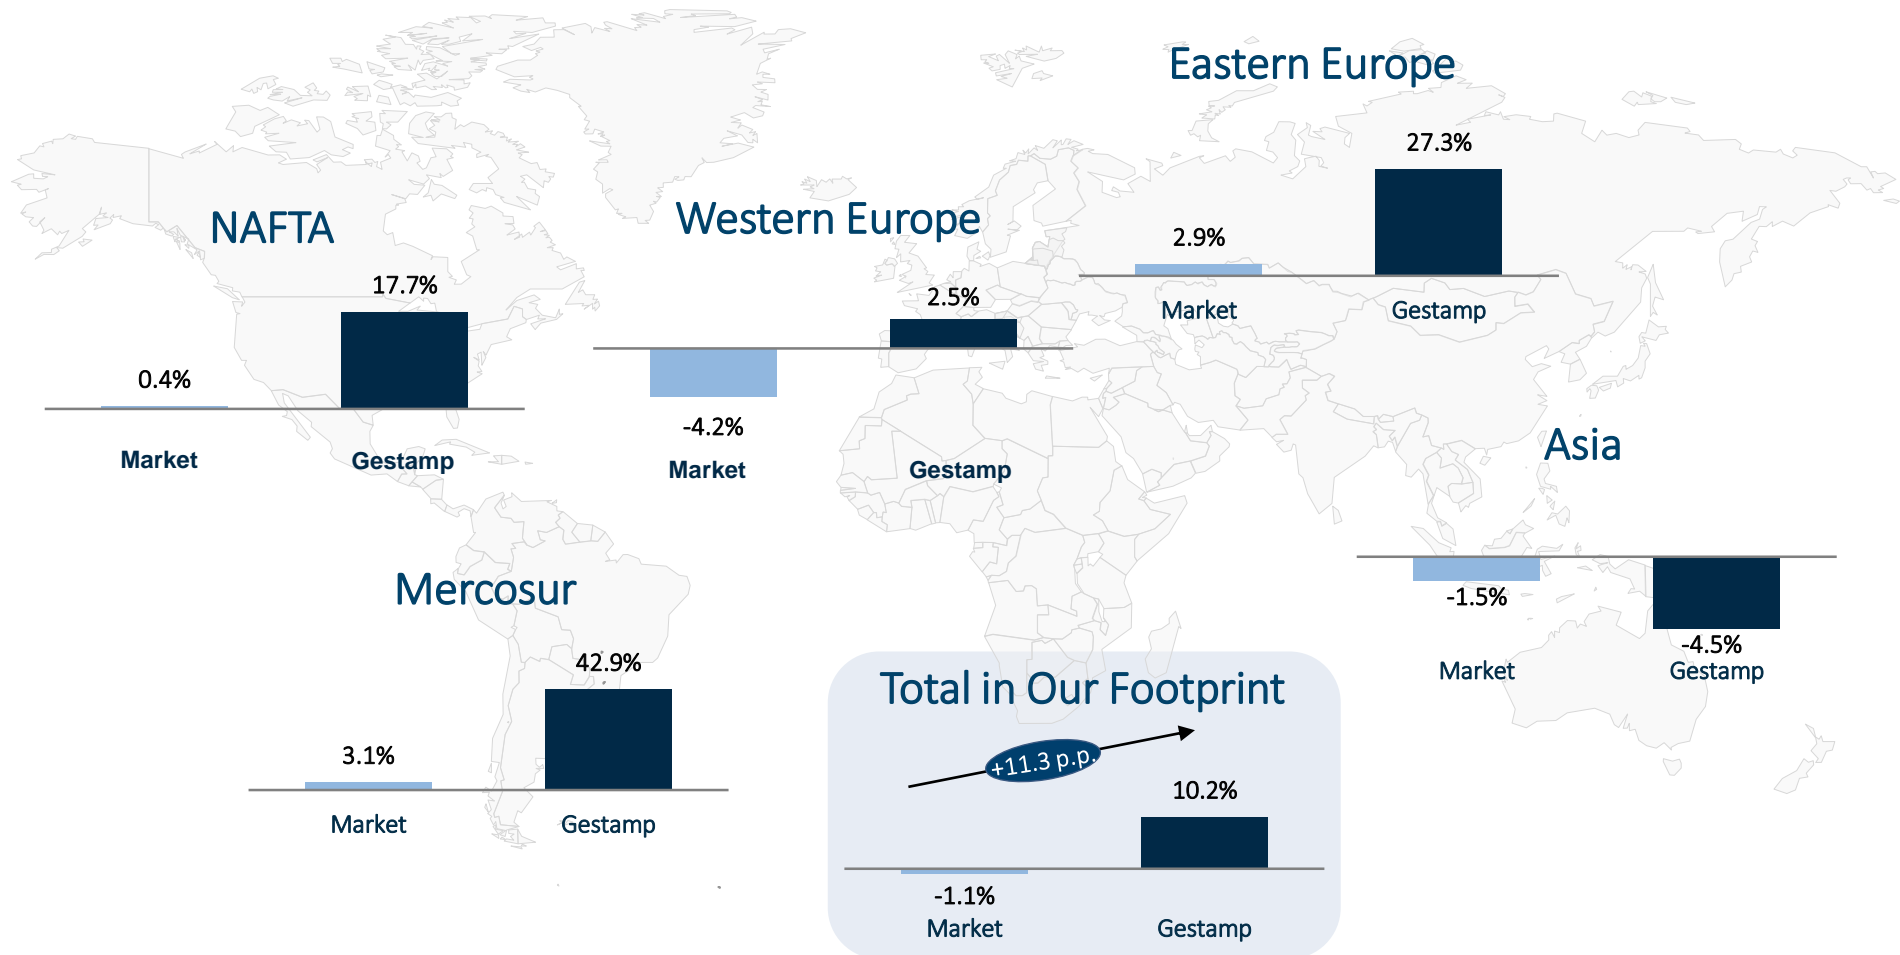 Eastern Europe
27.3%
2.9%
Market
Gestamp
NAFTA
17.7%
0.4%
Market
Gestamp
Western Europe
2.5%
-4.2%
Market
Gestamp
Asia
-1.5%
-4.5%
Market
Gestamp
Mercosur
42.9%
3.1%
Market
Gestamp
Total in Our Footprint
+11.3 p.p.
10.2%
-1.1%
Market
Gestamp